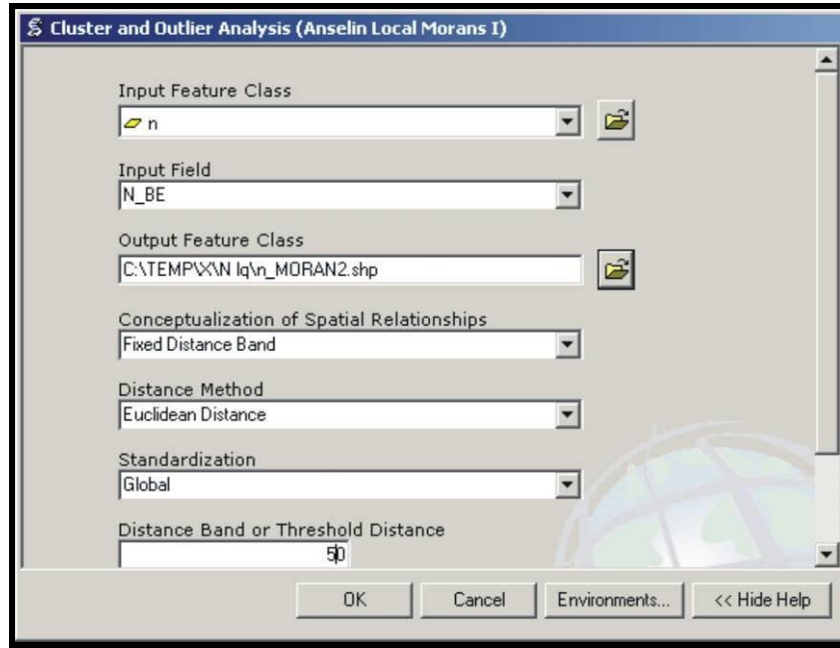 Cluster and Outlier Analysis (Anselin Local Morans I)
Input Feature Class
n
Input Field
N_BE
Output Feature Class
C:\TEMP\X\N Iq\n_MORAN2.shp
Conceptualization of Spatial Relationships
Fixed Distance Band
Distance Method
Euclidean Distance
Standardization
Global
Distance Band or Threshold Distance
50
OK
Cancel
Environments...
<< Hide Help